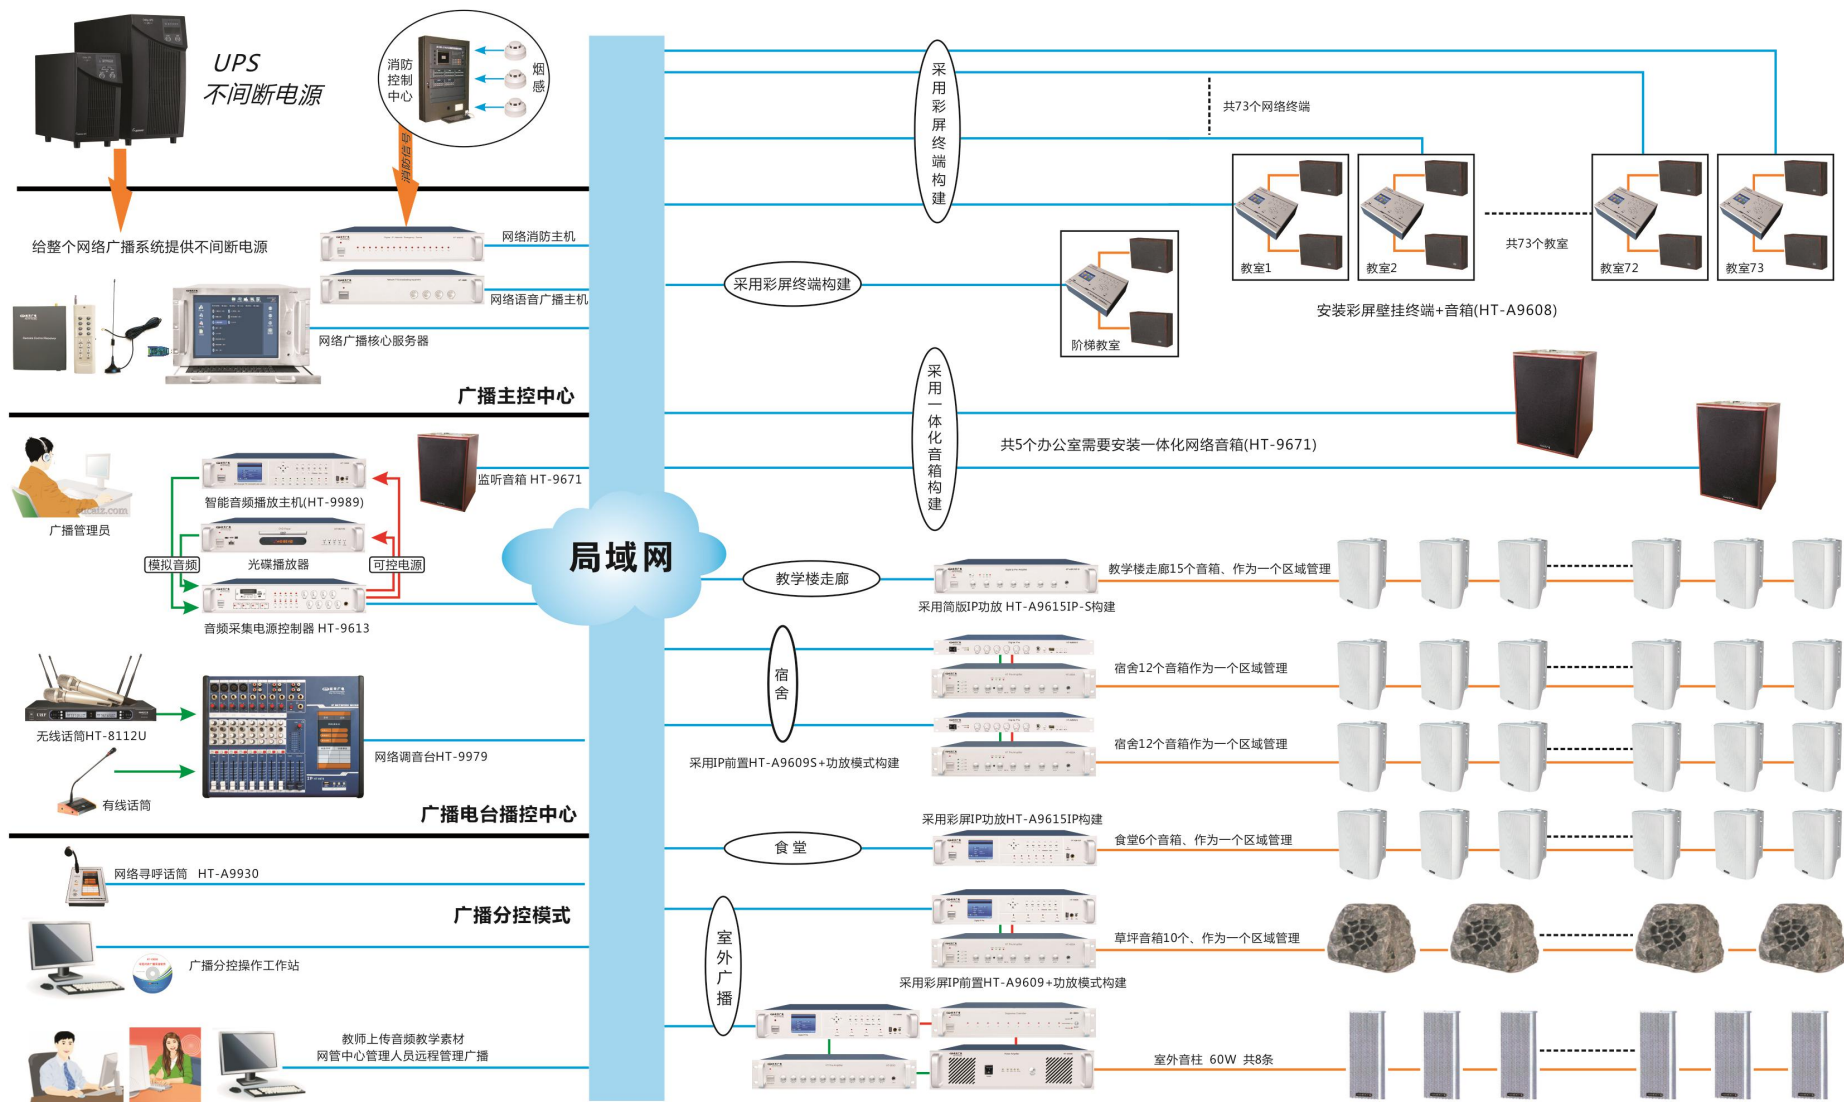 UPS
不间断电源
消防
控制
中心
烟感
消防信号
给整个网络广播系统提供不间断电源
网络消防主机
网络语音广播主机
网络广播核心服务器
广播主控中心
广播管理员
智能音频播放主机(HT-9989)
监听音箱 HT-9671
光碟播放器
模拟音频
可控电源
音频采集电源控制器 HT-9613
无线话筒HT-8112U
有线话筒
网络调音台HT-9979
广播电台播控中心
网络寻呼话筒 HT-A9930
广播分控模式
广播分控操作工作站
教师上传音频教学素材
网管中心管理人员远程管理广播
局域网
采用彩屏终端构建
共73个网络终端
教室1
教室2
共73个教室
教室72
教室73
安装彩屏壁挂终端+音箱(HT-A9608)
采用彩屏终端构建
阶梯教室
采用一体化音箱构建
共5个办公室需要安装一体化网络音箱(HT-9671)
教学楼走廊
采用简版IP功放 HT-A9615IP-S构建
教学楼走廊15个音箱、作为一个区域管理
宿舍
宿舍12个音箱作为一个区域管理
宿舍12个音箱作为一个区域管理
采用IP前置HT-A9609S+功放模式构建
采用彩屏IP功放HT-A9615IP构建
食堂
食堂6个音箱、作为一个区域管理
室外广播
草坪音箱10个、作为一个区域管理
采用彩屏IP前置HT-A9609+功放模式构建
室外音柱 60W 共8条